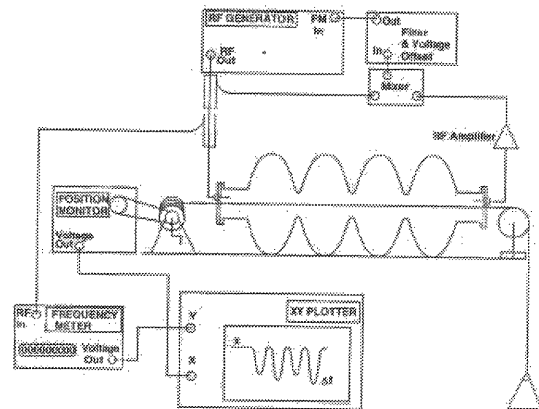 RF GENERATOR
FM
In
RF
Out
Out
Filter
& Voltage
Offset
In
Mixer
RF Amplifier
POSITION
MONITOR
Voltage
Out
RF
In
FREQUENCY
METER
000000000
Voltage
Out
XY PLOTTER
Y
X
Δf